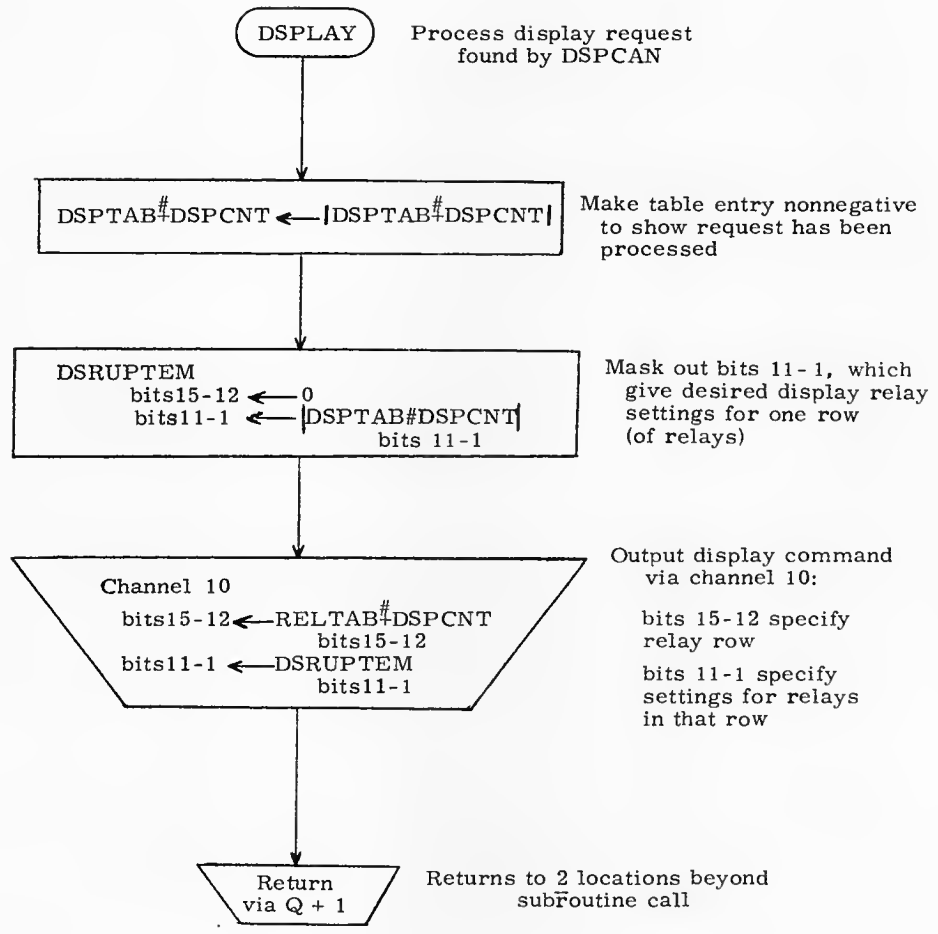 DSPLAY
Process display request
found by DSPCAN
DSPTAB#DSPCNT ← |DSPTAB#DSPCNT|
Make table entry nonnegative
to show request has been
processed
DSRUPTEM
bits15-12 ← 0
bits11-1 ← |DSPTAB#DSPCNT|
bits 11-1
Mask out bits 11-1, which
give desired display relay
settings for one row
(of relays)
Channel 10
bits15-12 ← RELTAB#DSPCNT
bits15-12
bits11-1 ← DSRUPTEM
bits11-1
Output display command
via channel 10:
bits 15-12 specify
relay row
bits 11-1 specify
settings for relays
in that row
Return
via Q + 1
Returns to 2 locations beyond
subroutine call